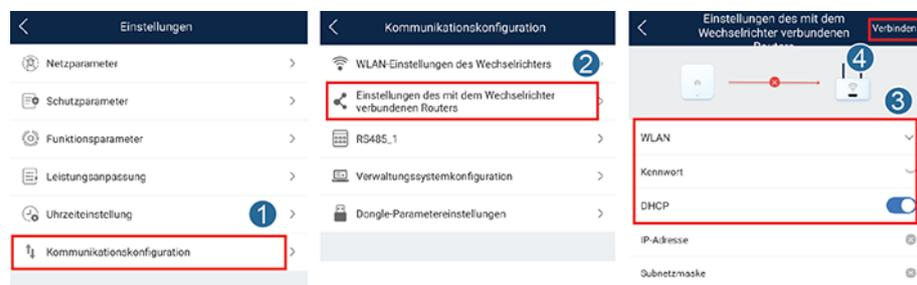 Einstellungen
Netzparameter
Schutzparameter
Funktionsparameter
Leistungsanpassung
Uhrzeiteinstellung
1
Kommunikationskonfiguration
Kommunikationskonfiguration
WLAN-Einstellungen des Wechselrichters
2
Einstellungen des mit dem Wechselrichter
verbundenen Routers
RS485_1
Verwaltungssystemkonfiguration
Dongle-Parametereinstellungen
Einstellungen des mit dem
Wechselrichter verbundenen
Routers
Verbinden
4
3
WLAN
Kennwort
DHCP
IP-Adresse
Subnetzmaske